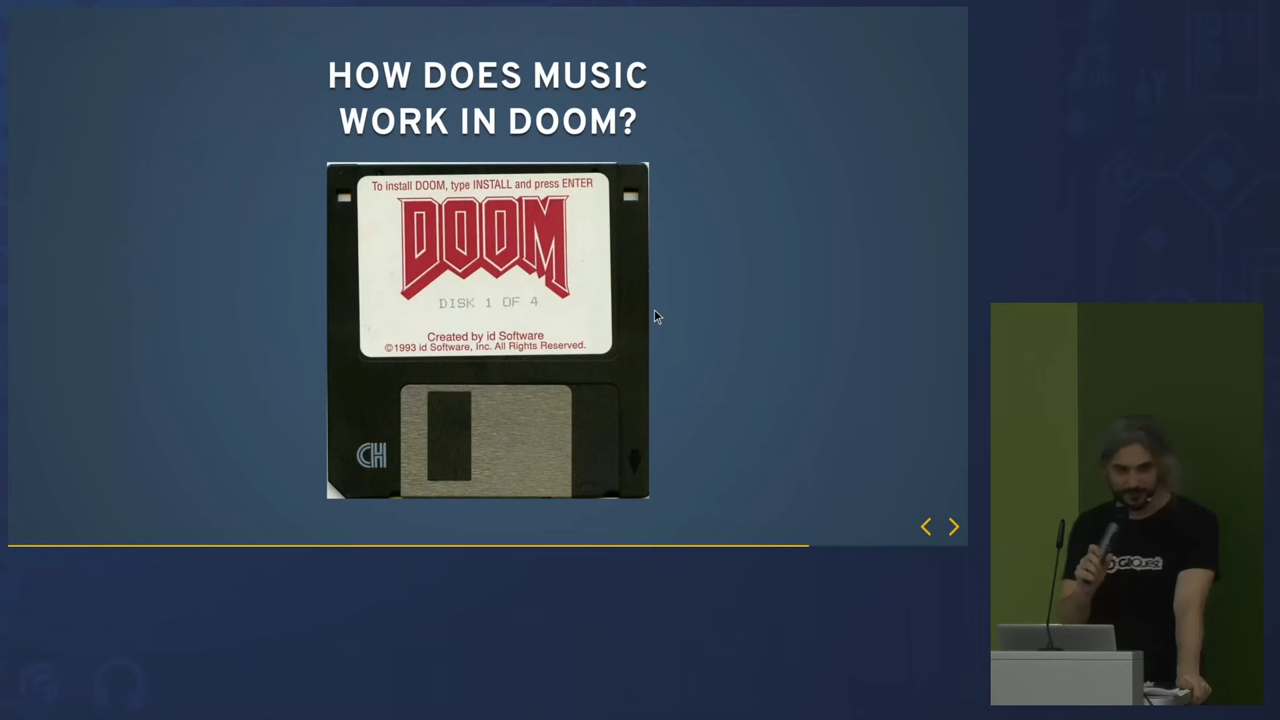 HOW DOES MUSIC
WORK IN DOOM?
To install DOOM, type INSTALL and press ENTER
DOOM
DISK 1 OF 4
Created by id Software
©1993 id Software, Inc. All Rights Reserved.
CH
GitQuest